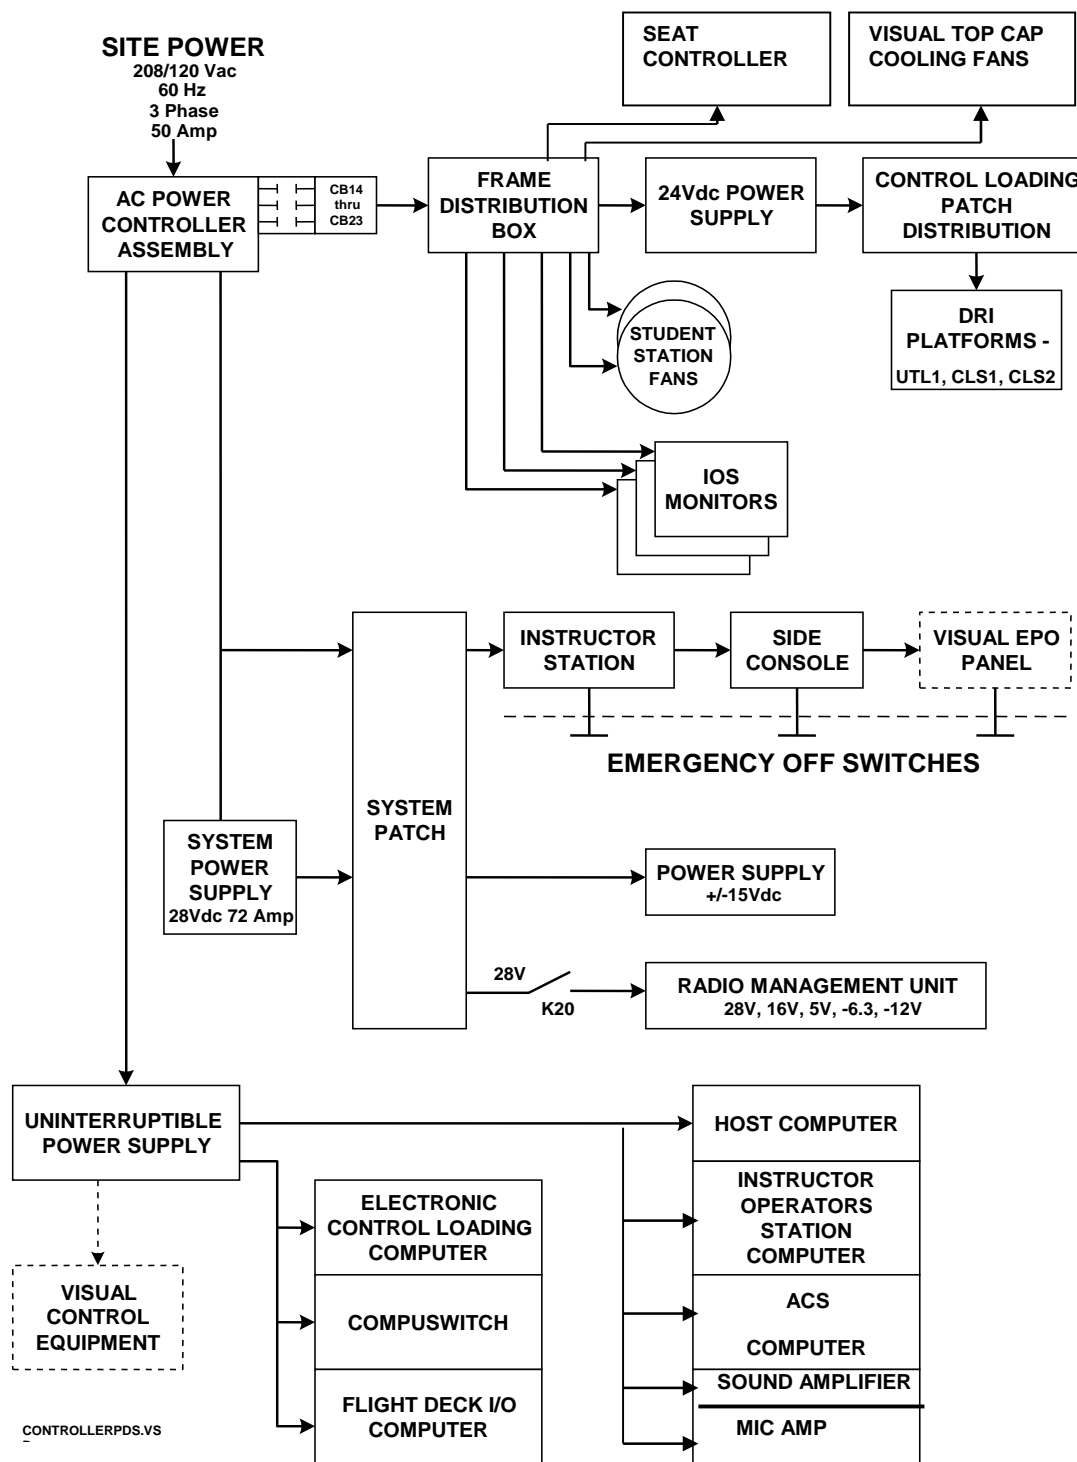 SITE POWER
208/120 Vac
60 Hz
3 Phase
50 Amp
SEAT
CONTROLLER
VISUAL TOP CAP
COOLING FANS
AC POWER
CONTROLLER
ASSEMBLY
CB14
thru
CB23
FRAME
DISTRIBUTION
BOX
24Vdc POWER
SUPPLY
CONTROL LOADING
PATCH
DISTRIBUTION
DRI
PLATFORMS -
UTL1, CLS1, CLS2
STUDENT
STATION
FANS
IOS
MONITORS
INSTRUCTOR
STATION
SIDE
CONSOLE
VISUAL EPO
PANEL
EMERGENCY OFF SWITCHES
SYSTEM
PATCH
SYSTEM
POWER
SUPPLY
28Vdc 72 Amp
POWER SUPPLY
+/-15Vdc
28V
K20
RADIO MANAGEMENT UNIT
28V, 16V, 5V, -6.3, -12V
UNINTERRUPTIBLE
POWER SUPPLY
HOST COMPUTER
INSTRUCTOR
OPERATORS
STATION
COMPUTER
ELECTRONIC
CONTROL LOADING
COMPUTER
VISUAL
CONTROL
EQUIPMENT
COMPUSWITCH
ACS
COMPUTER
SOUND AMPLIFIER
MIC AMP
FLIGHT DECK I/O
COMPUTER
CONTROLLERPDS.VS